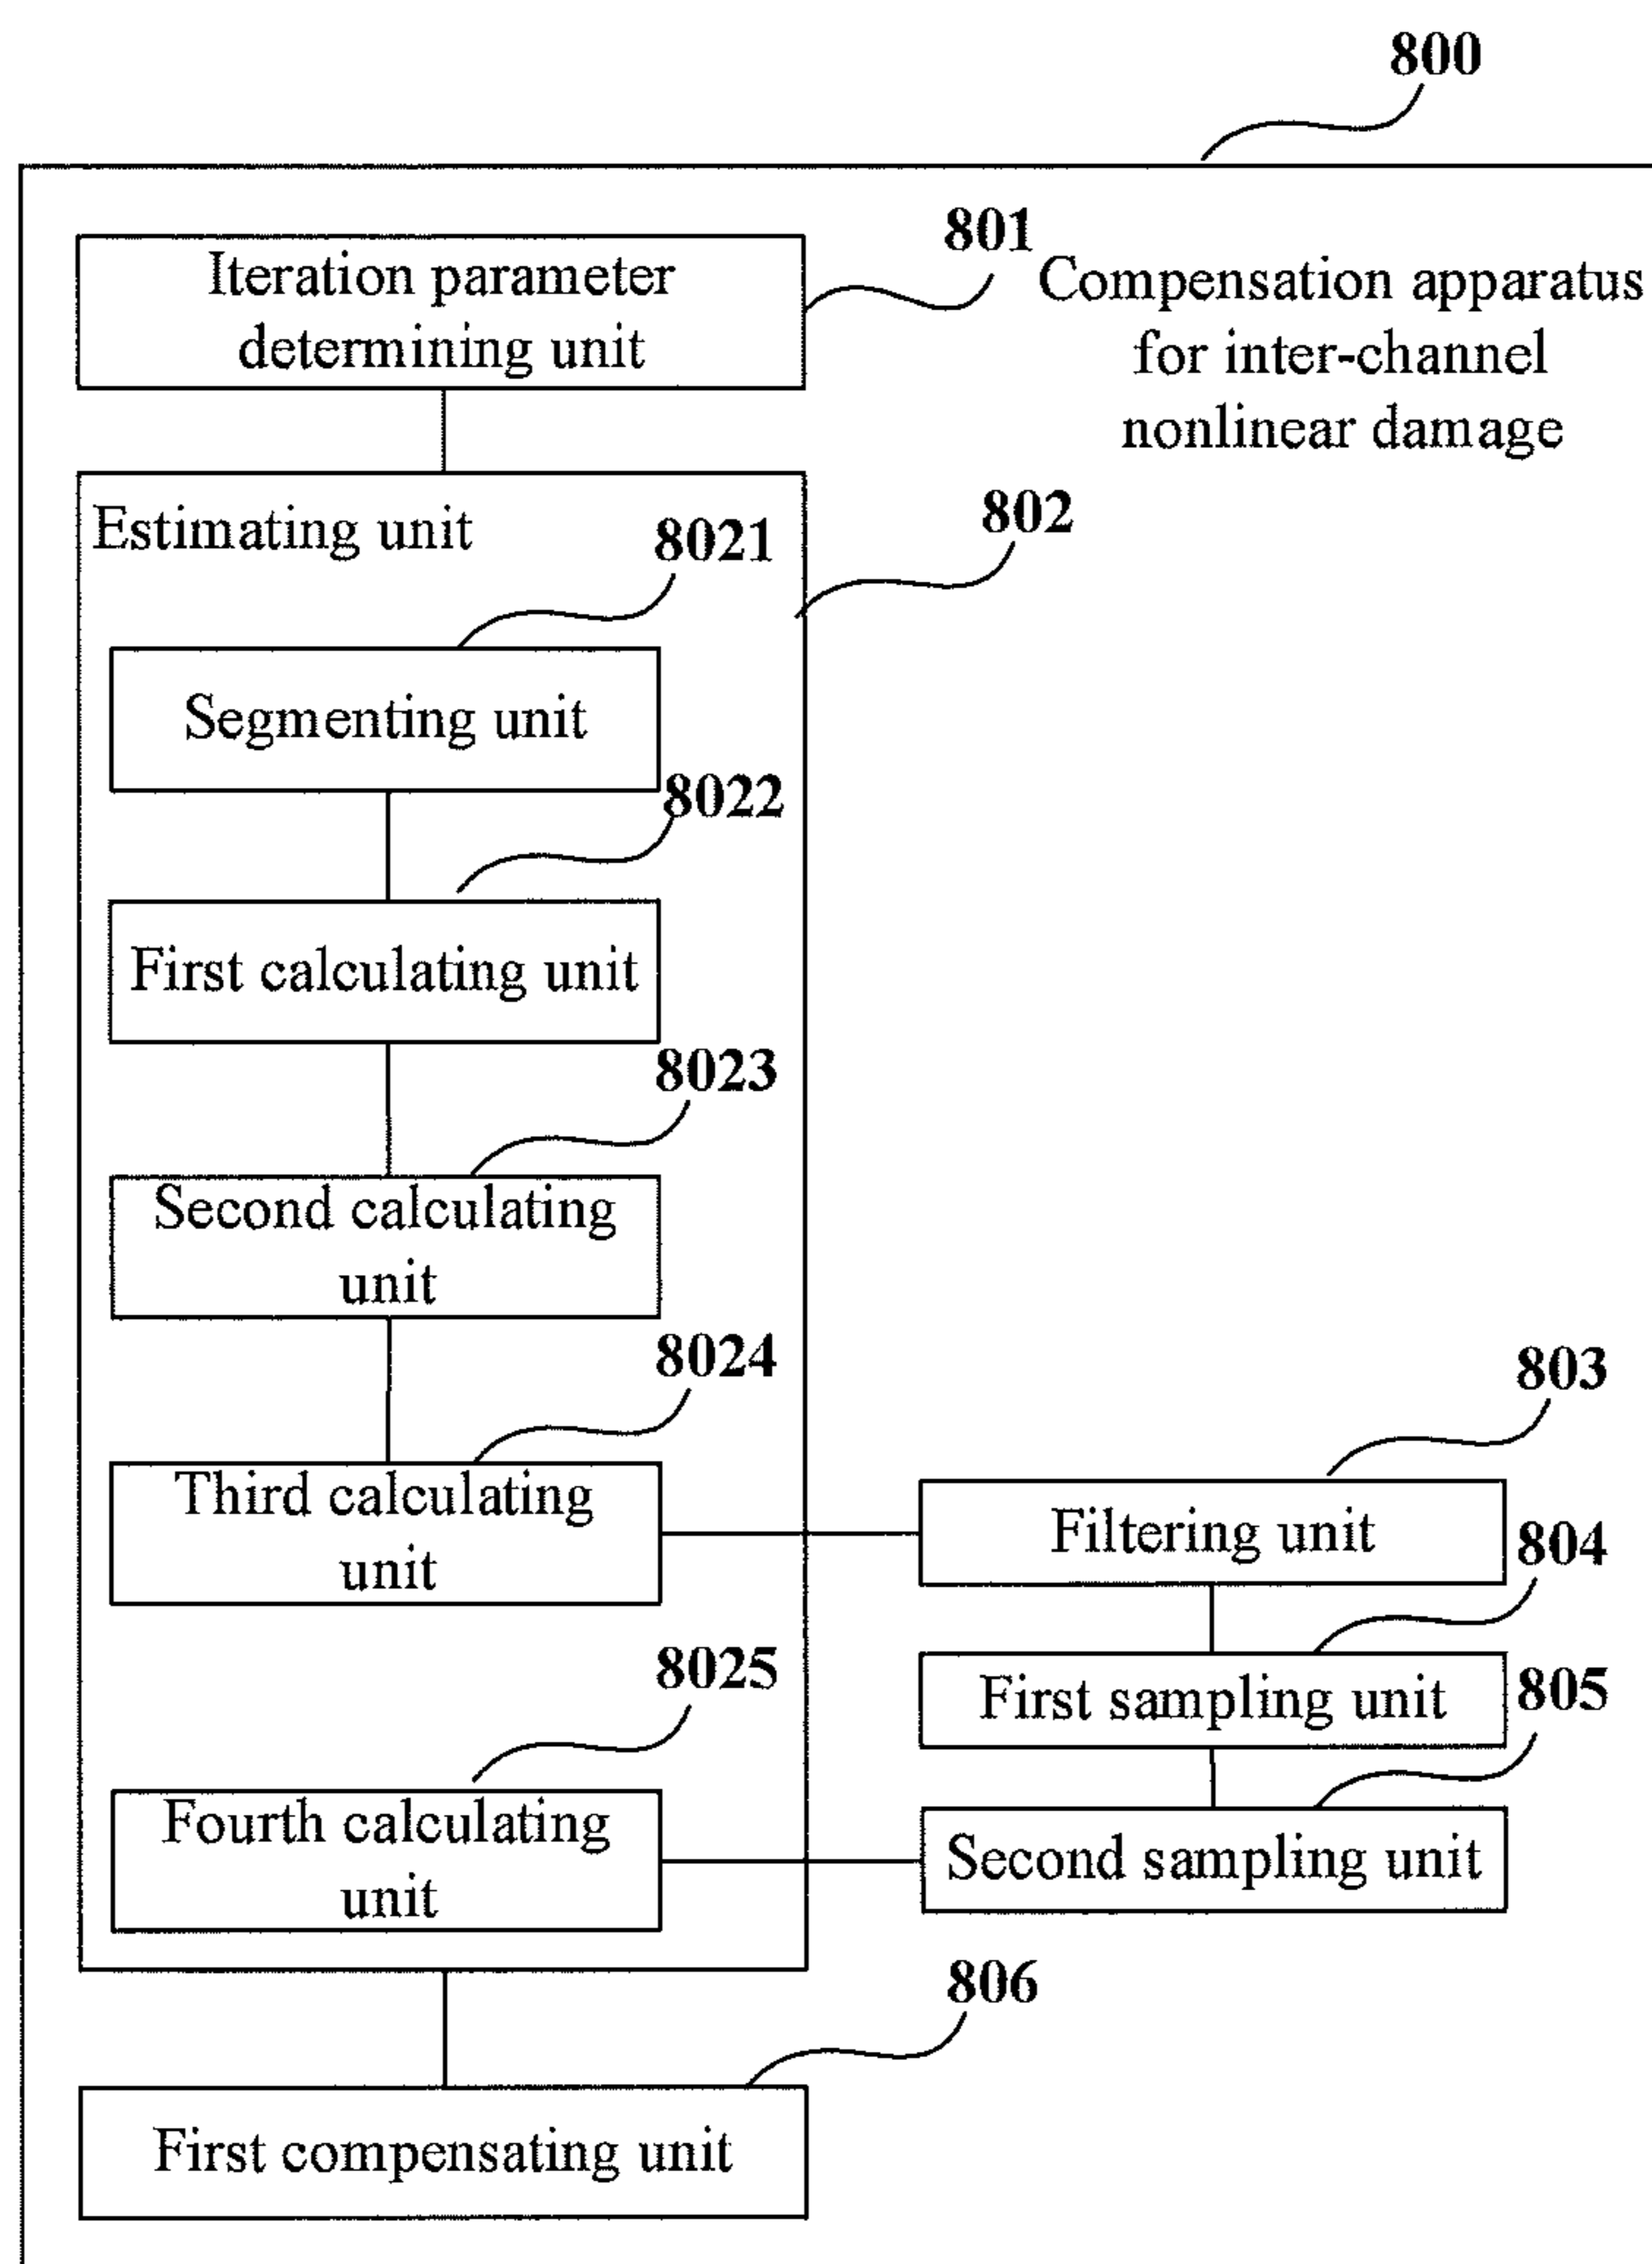 800
801
Iteration parameter
determining unit
Compensation apparatus
for inter-channel
nonlinear damage
802
Estimating unit
8021
Segmenting unit
8022
First calculating unit
8023
Second calculating
unit
8024
Third calculating
unit
803
Filtering unit
804
First sampling unit
805
8025
Fourth calculating
unit
Second sampling unit
806
First compensating unit